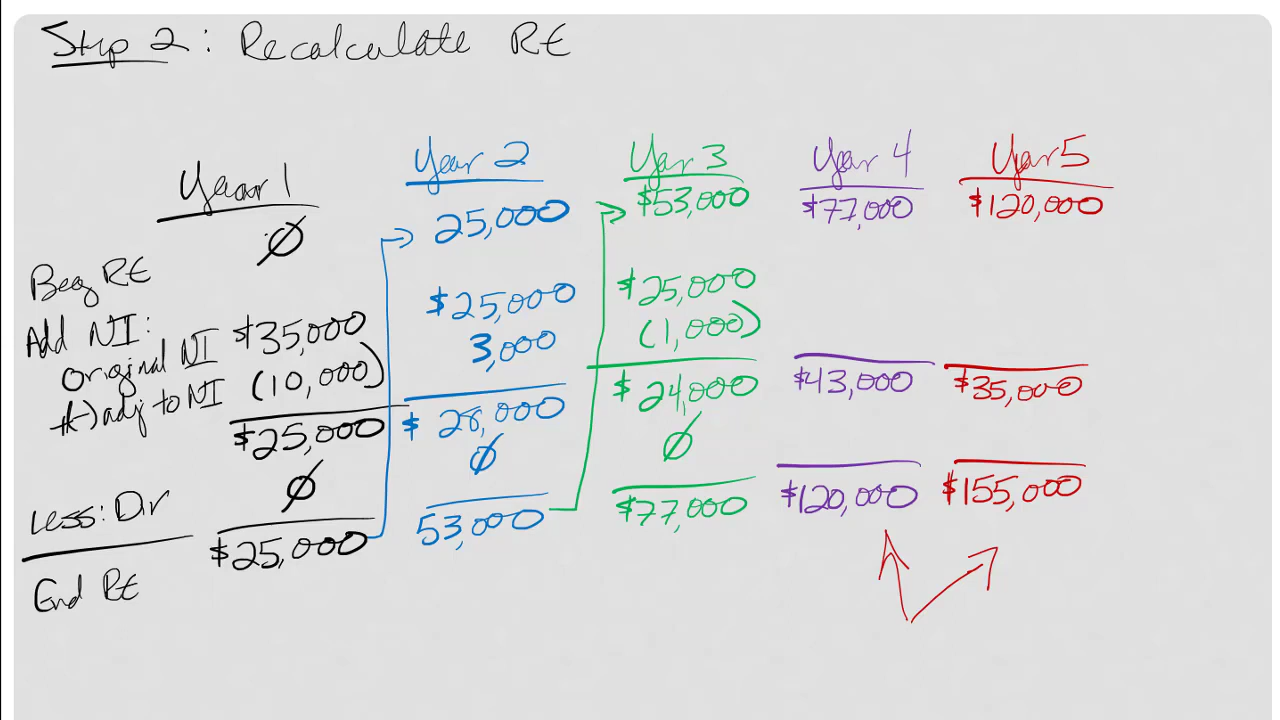 Step 2: Recalculate RE
Year 1 Year 2 Year 3 Year 4 Year 5
Beg RE Ø 25,000 $53,000 $77,000 $120,000
Add NI:
original NI $35,000 $25,000 $25,000
(+-) adj to NI (10,000) 3,000 (1,000)
$25,000 $28,000 $24,000 $43,000 $35,000
Less: Div Ø Ø Ø
End RE $25,000 53,000 $77,000 $120,000 $155,000